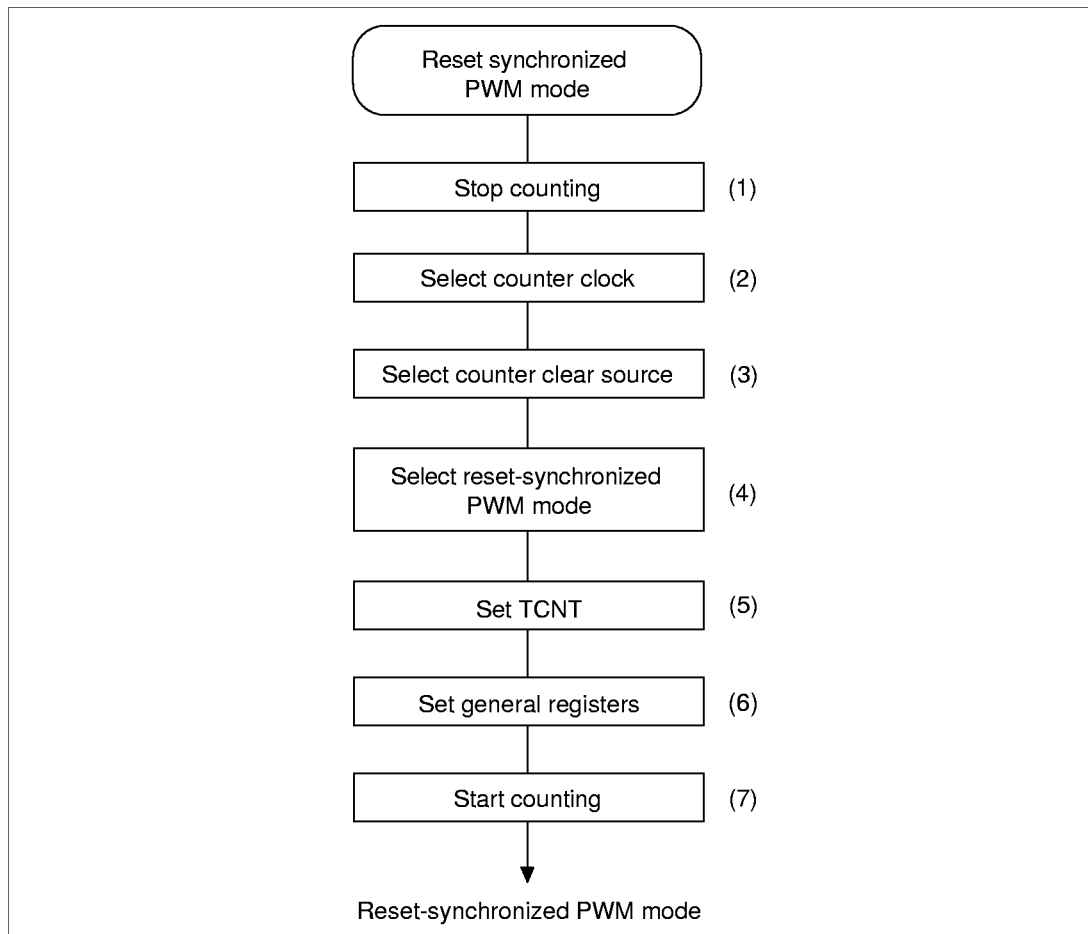 Reset synchronized
PWM mode
Stop counting (1)
Select counter clock (2)
Select counter clear source (3)
Select reset-synchronized
PWM mode
(4)
Set TCNT (5)
Set general registers (6)
Start counting (7)
Reset-synchronized PWM mode